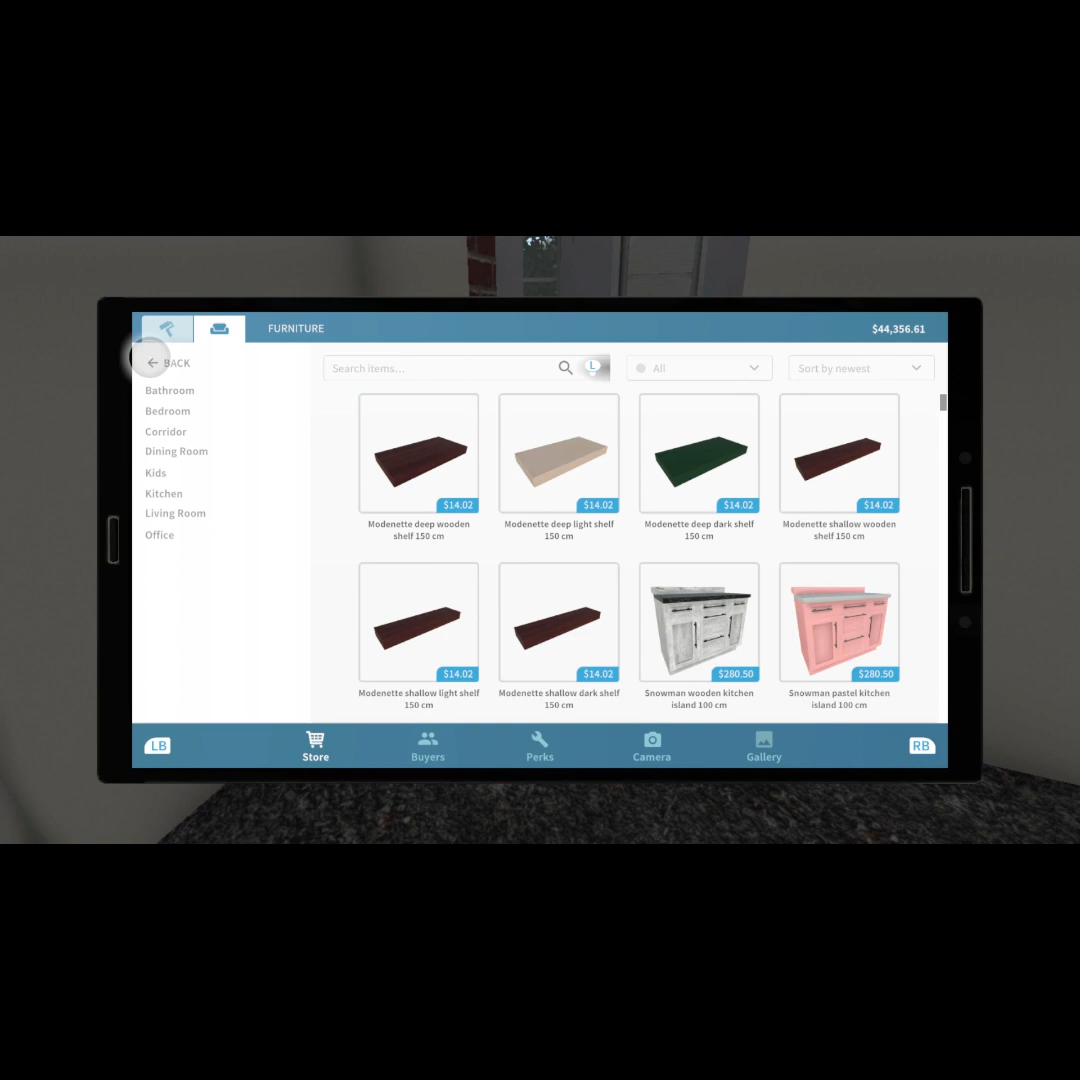 FURNITURE
$44,356.61
BACK
Search items...
L
All
Sort by newest
Bathroom
Bedroom
Corridor
Dining Room
Kids
Kitchen
Living Room
Office
$14.02
$14.02
$14.02
$14.02
Modenette deep wooden
shelf 150 cm
Modenette deep light shelf
150 cm
Modenette deep dark shelf
150 cm
Modenette shallow wooden
shelf 150 cm
$14.02
$14.02
$280.50
$280.50
Modenette shallow light shelf
150 cm
Modenette shallow dark shelf
150 cm
Snowman wooden kitchen
island 100 cm
Snowman pastel kitchen
island 100 cm
LB
Store
Buyers
Perks
Camera
Gallery
RB